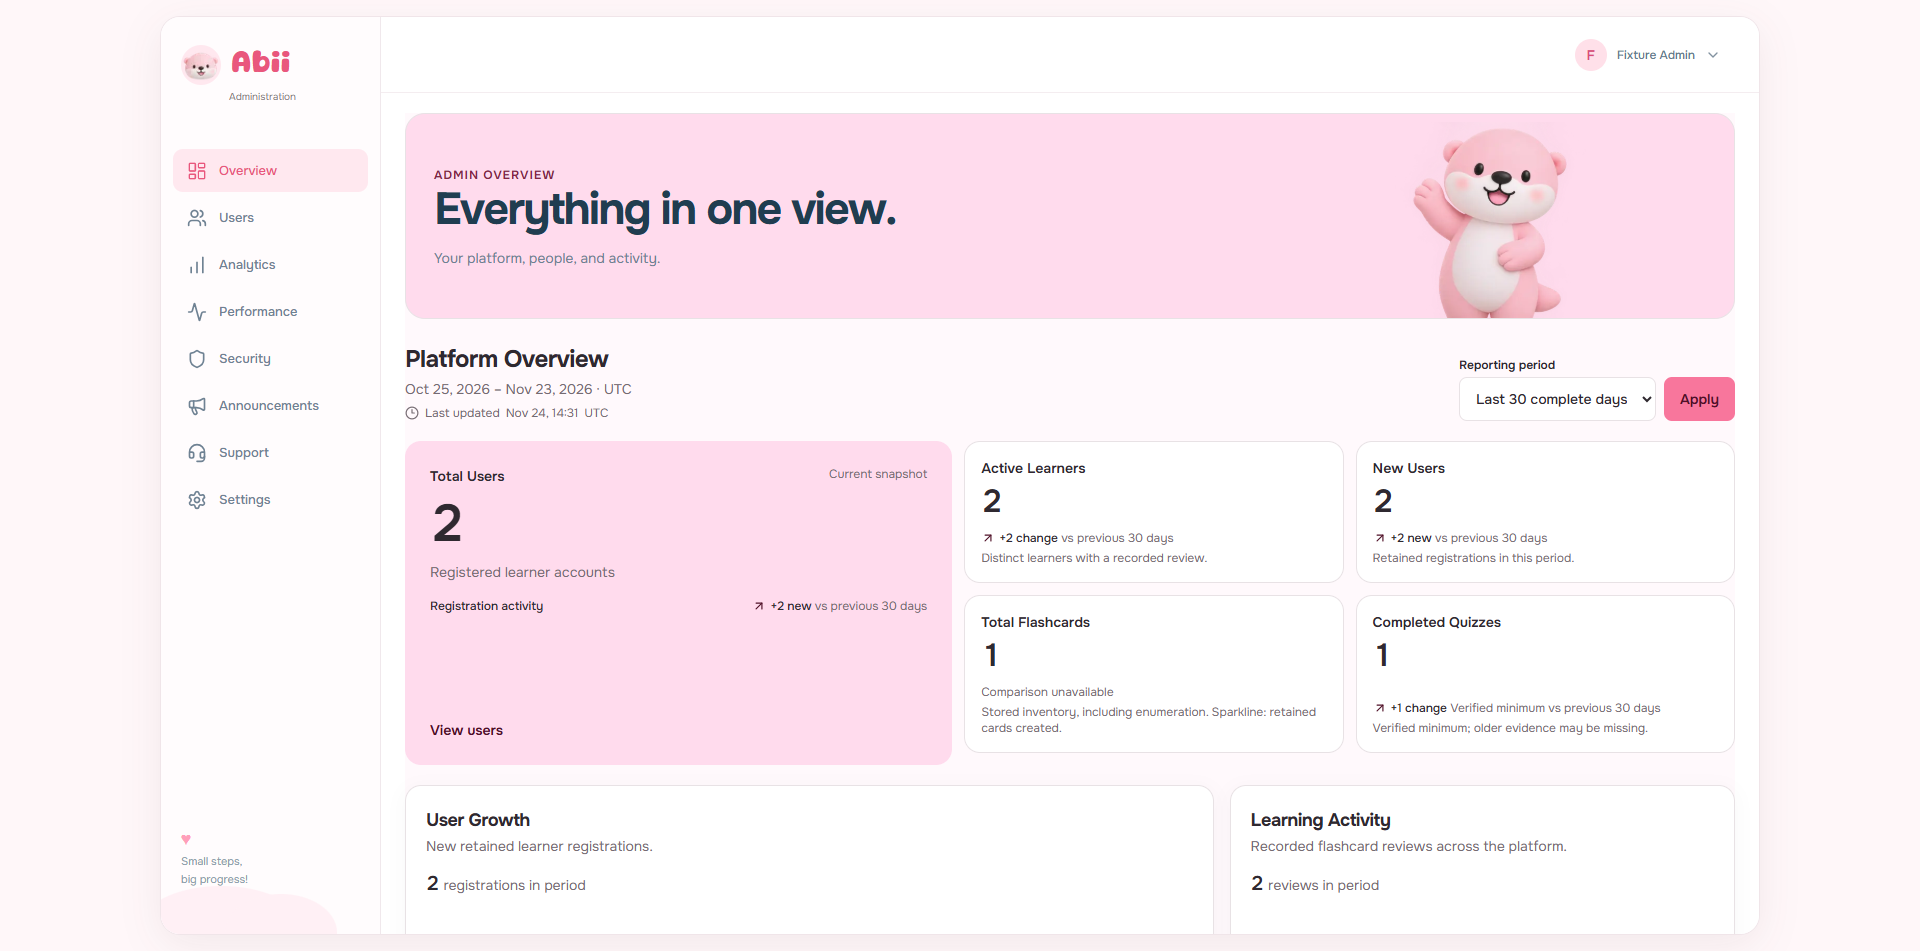 Abii
Administration
Overview
Users
Analytics
Performance
Security
Announcements
Support
Settings
♥
Small steps,
big progress!
F
Fixture Admin
ADMIN OVERVIEW
Everything in one view.
Your platform, people, and activity.
Platform Overview
Oct 25, 2026 – Nov 23, 2026 · UTC
Last updated Nov 24, 14:31 UTC
Reporting period
Last 30 complete days
Apply
Total Users
Current snapshot
2
Registered learner accounts
Registration activity
+2 new vs previous 30 days
View users
Active Learners
2
+2 change vs previous 30 days
Distinct learners with a recorded review.
New Users
2
+2 new vs previous 30 days
Retained registrations in this period.
Total Flashcards
1
Comparison unavailable
Stored inventory, including enumeration. Sparkline: retained
cards created.
Completed Quizzes
1
+1 change Verified minimum vs previous 30 days
Verified minimum; older evidence may be missing.
User Growth
New retained learner registrations.
2 registrations in period
Learning Activity
Recorded flashcard reviews across the platform.
2 reviews in period